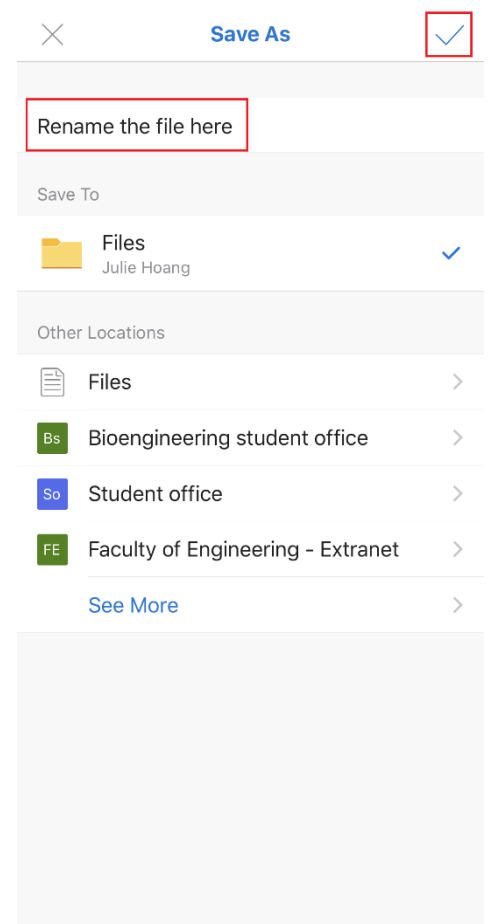 Save As
Rename the file here
Save To
Files
Julie Hoang
Other Locations
Files
Bs Bioengineering student office
So Student office
FE Faculty of Engineering - Extranet
See More